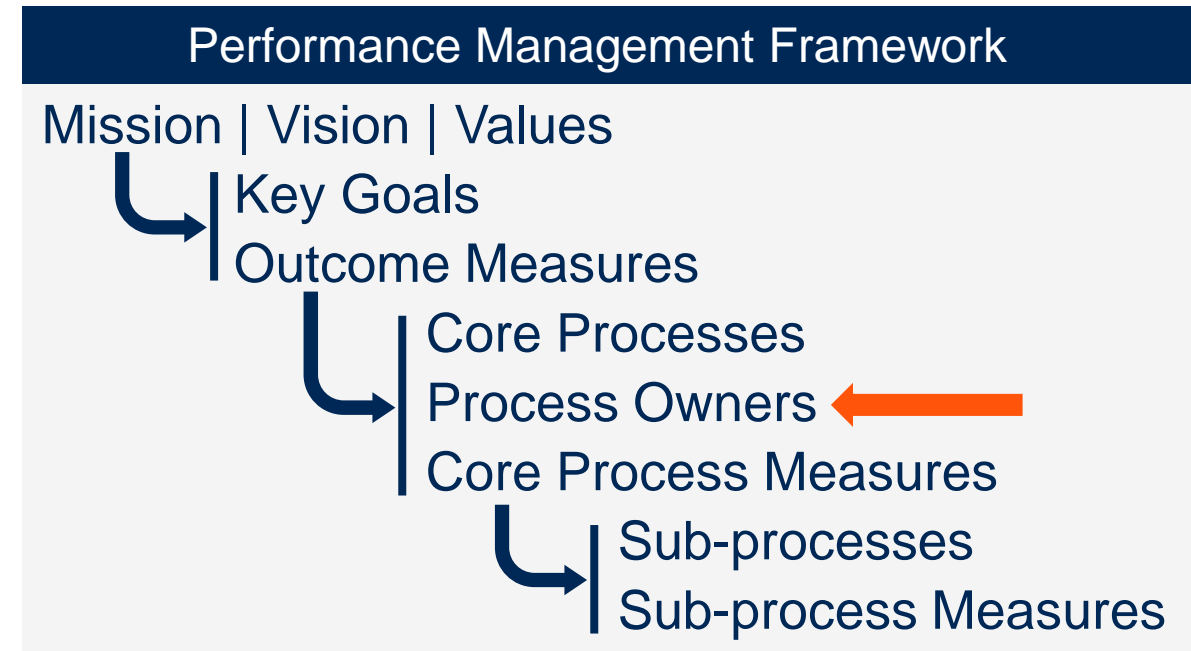 Performance Management Framework
Mission | Vision | Values
Key Goals
Outcome Measures
Core Processes
Process Owners
Core Process Measures
Sub-processes
Sub-process Measures